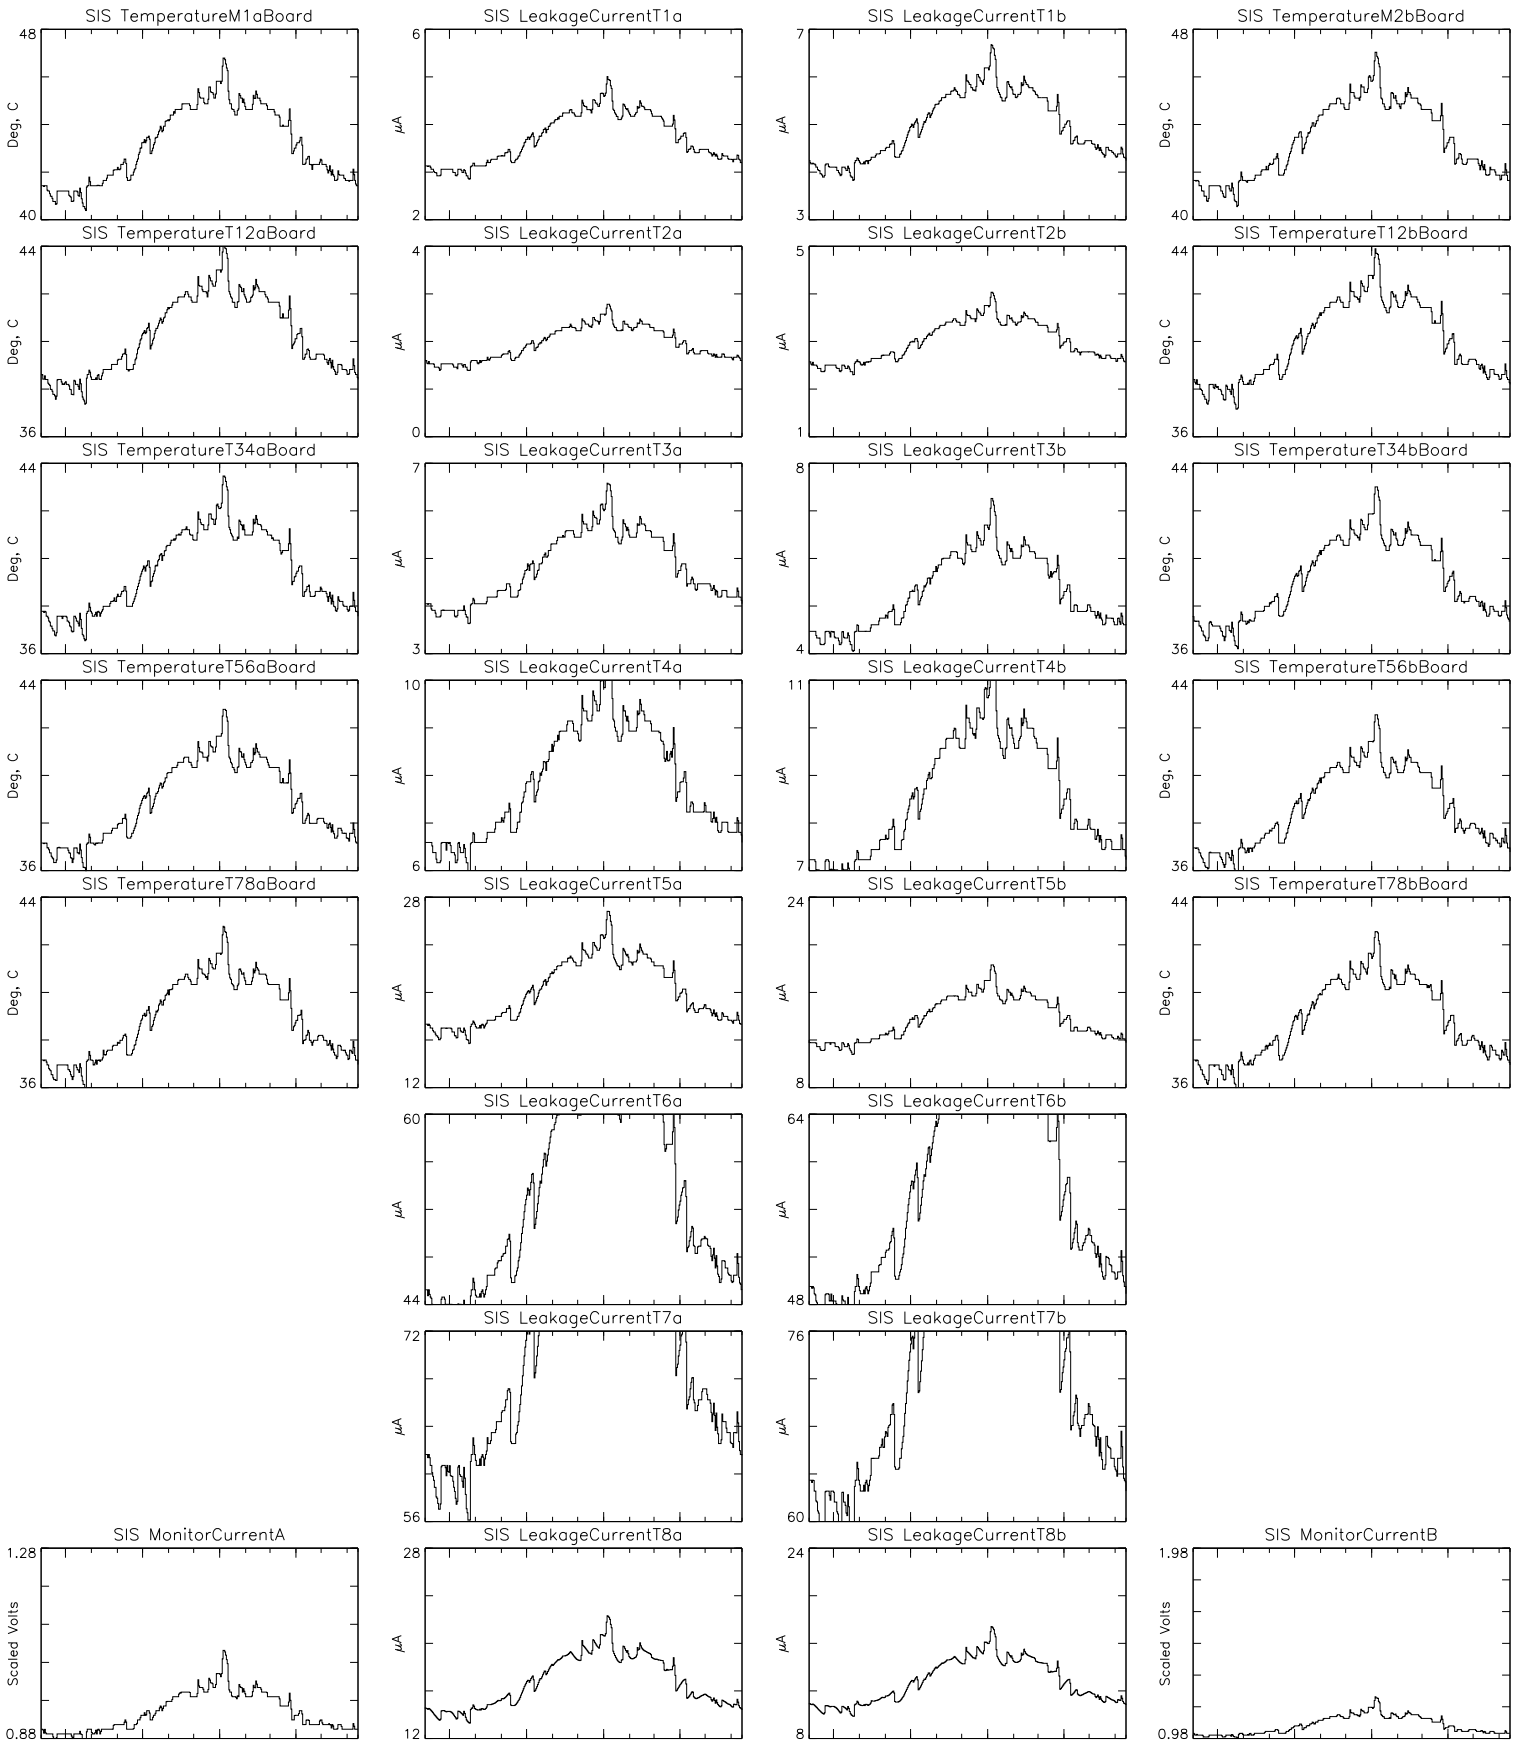 SIS TemperatureM1aBoard
48
Deg, C
40
SIS LeakageCurrentT1a
6
μA
2
SIS LeakageCurrentT1b
7
μA
3
SIS TemperatureM2bBoard
48
Deg, C
40
SIS TemperatureT12aBoard
44
Deg, C
36
SIS LeakageCurrentT2a
4
μA
0
SIS LeakageCurrentT2b
5
μA
1
SIS TemperatureT12bBoard
44
Deg, C
36
SIS TemperatureT34aBoard
44
Deg, C
36
SIS LeakageCurrentT3a
7
μA
3
SIS LeakageCurrentT3b
8
μA
4
SIS TemperatureT34bBoard
44
Deg, C
36
SIS TemperatureT56aBoard
44
Deg, C
36
SIS LeakageCurrentT4a
10
μA
6
SIS LeakageCurrentT4b
11
μA
7
SIS TemperatureT56bBoard
44
Deg, C
36
SIS TemperatureT78aBoard
44
Deg, C
36
SIS LeakageCurrentT5a
28
μA
12
SIS LeakageCurrentT5b
24
μA
8
SIS TemperatureT78bBoard
44
Deg, C
36
SIS LeakageCurrentT6a
60
μA
44
SIS LeakageCurrentT6b
64
μA
48
SIS LeakageCurrentT7a
72
μA
56
SIS LeakageCurrentT7b
76
μA
60
SIS MonitorCurrentA
1.28
Scaled Volts
0.88
SIS LeakageCurrentT8a
28
μA
12
SIS LeakageCurrentT8b
24
μA
8
SIS MonitorCurrentB
1.98
Scaled Volts
0.98